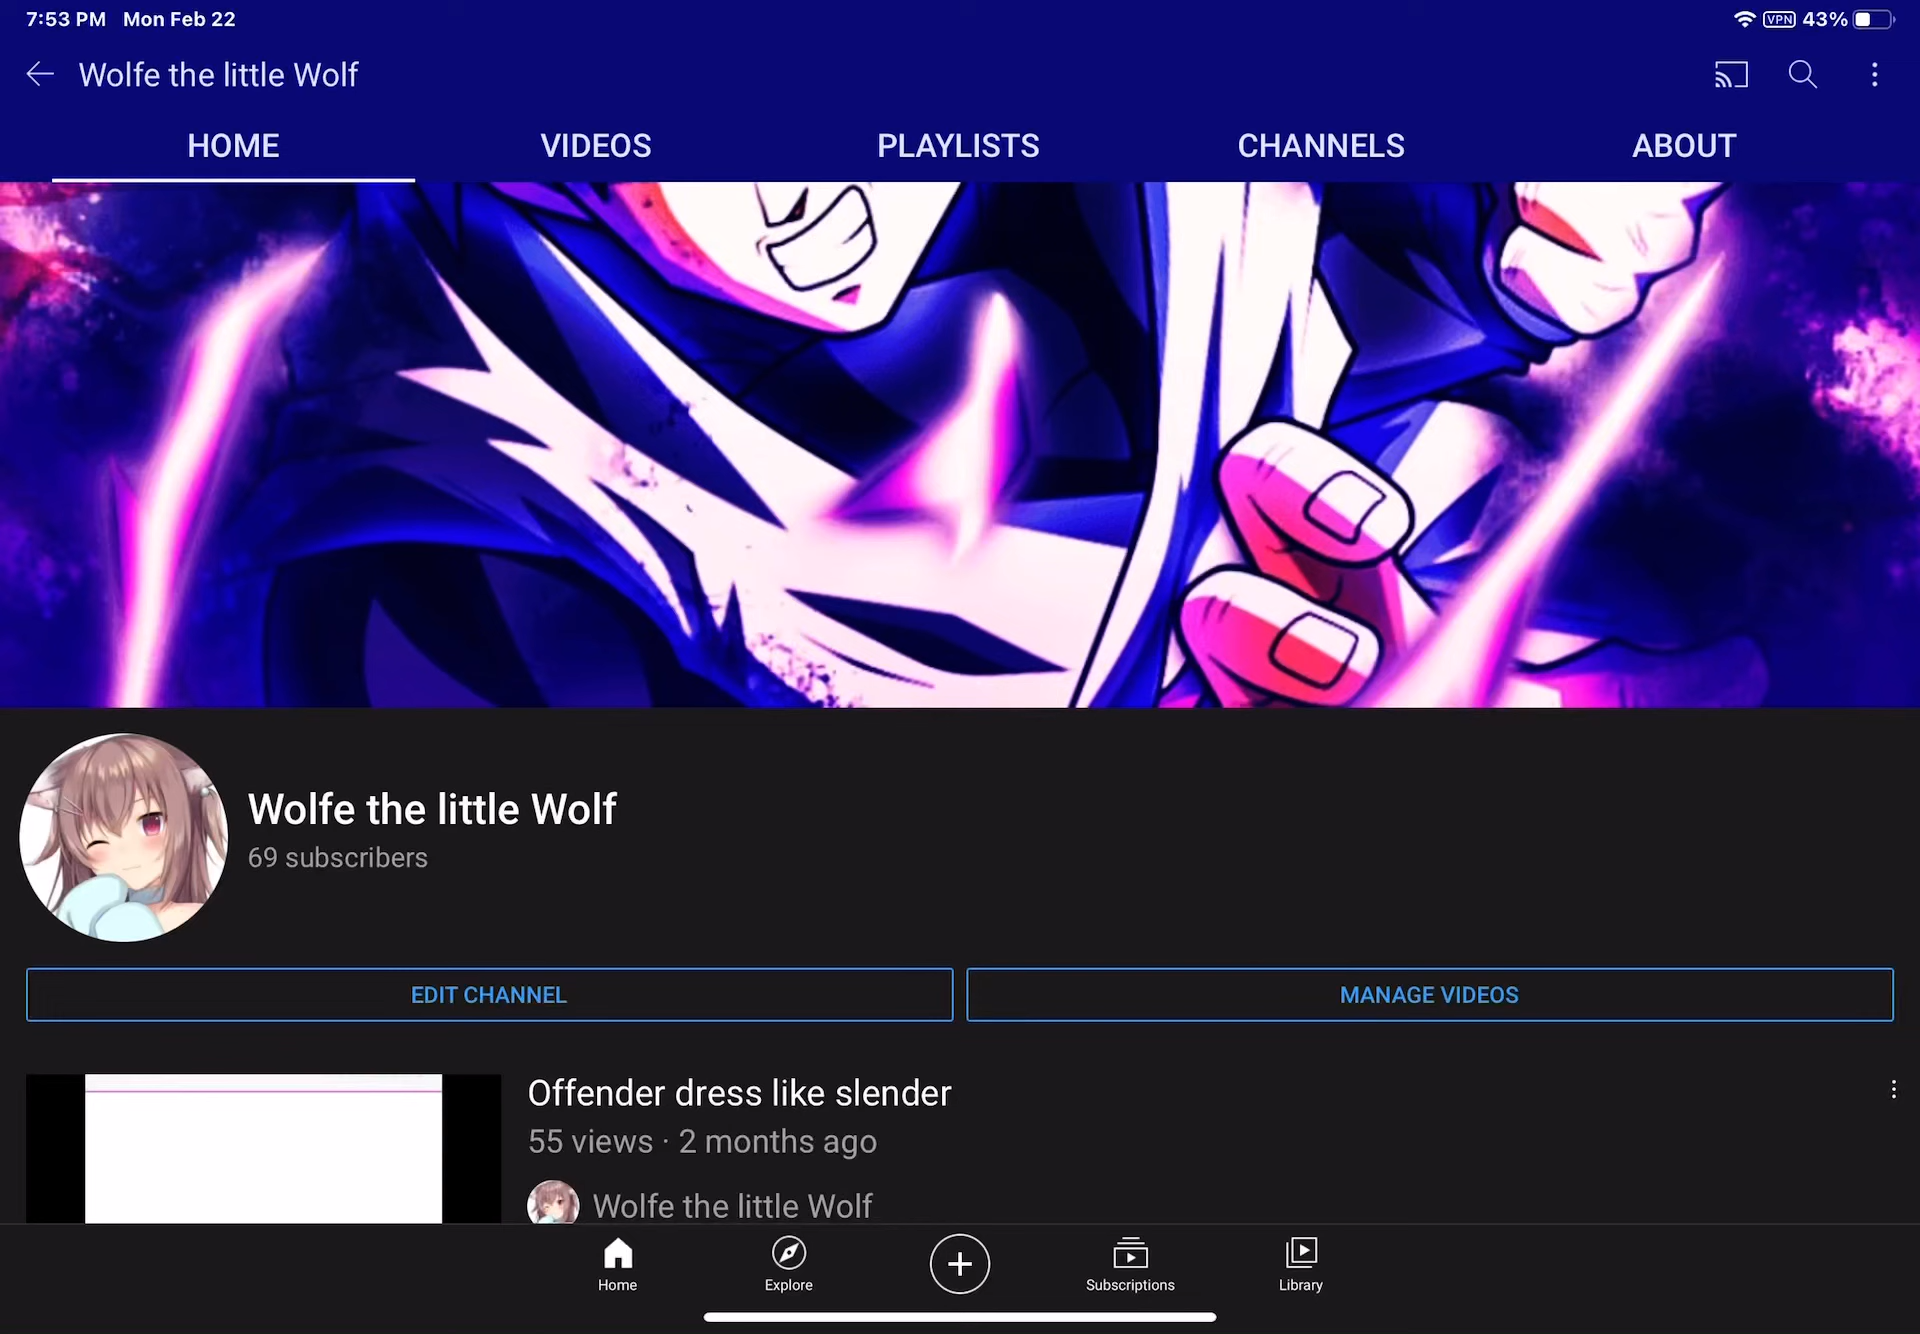 7:53 PM Mon Feb 22
VPN 43%
Wolfe the little Wolf
HOME VIDEOS PLAYLISTS CHANNELS ABOUT
Wolfe the little Wolf
69 subscribers
EDIT CHANNEL MANAGE VIDEOS
Offender dress like slender
55 views · 2 months ago
Wolfe the little Wolf
Home Explore Subscriptions Library